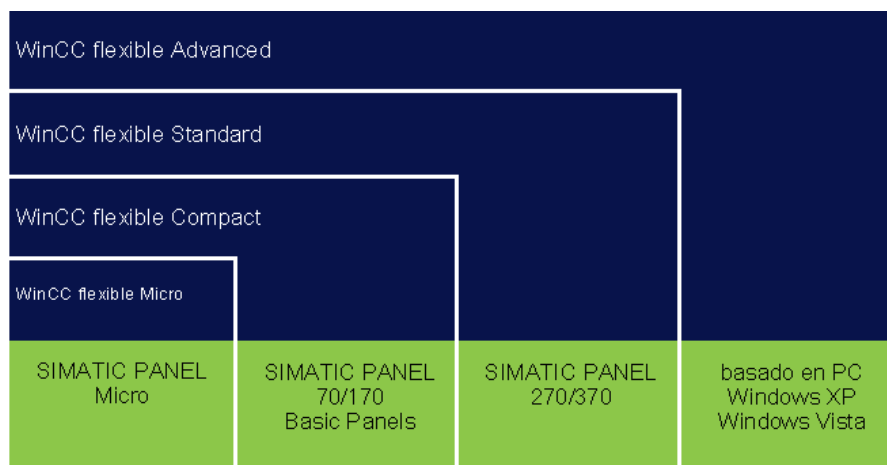 WinCC flexible Advanced
WinCC flexible Standard
WinCC flexible Compact
WinCC flexible Micro
SIMATIC PANEL
Micro
SIMATIC PANEL
70/170
Basic Panels
SIMATIC PANEL
270/370
basado en PC
Windows XP
Windows Vista